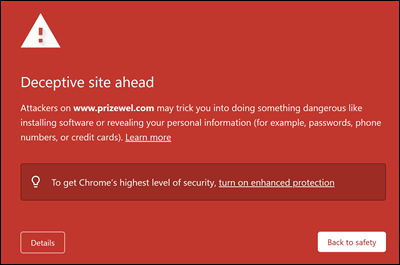 Deceptive site ahead
Attackers on www.prizewel.com may trick you into doing something dangerous like
installing software or revealing your personal information (for example, passwords, phone
numbers, or credit cards). Learn more
To get Chrome's highest level of security, turn on enhanced protection
Details
Back to safety